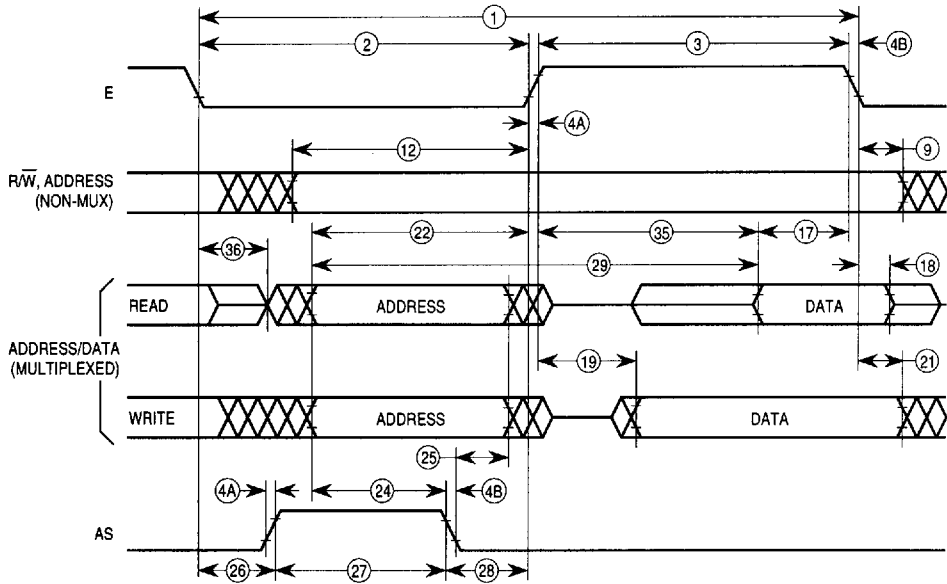 1
2 3 4B
E
4A
12 9
R/W̅, ADDRESS
(NON-MUX)
22 35 17
36 29 18
READ ADDRESS DATA
ADDRESS/DATA
(MULTIPLEXED)
19 21
WRITE ADDRESS DATA
25
4A 24 4B
AS
26 27 28